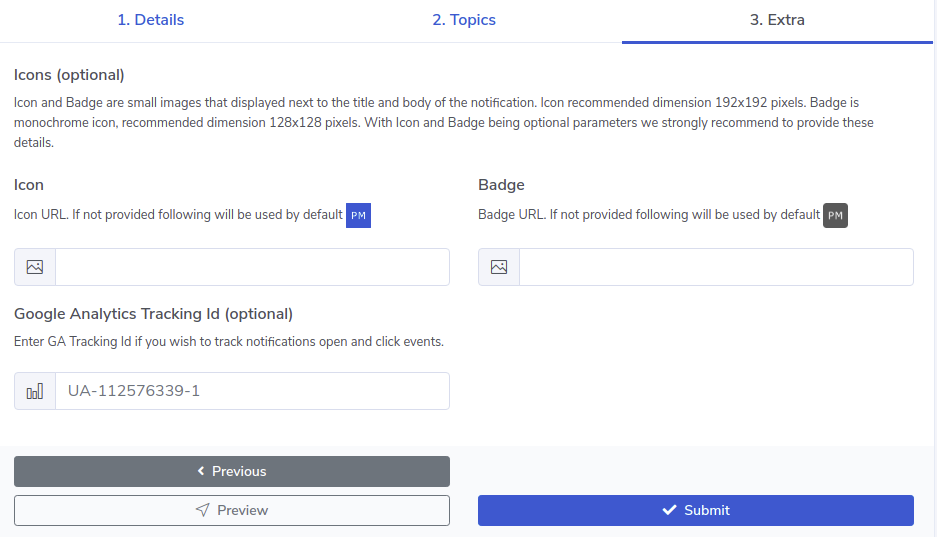 1. Details
2. Topics
3. Extra
Icons (optional)
Icon and Badge are small images that displayed next to the title and body of the notification. Icon recommended dimension 192x192 pixels. Badge is
monochrome icon, recommended dimension 128x128 pixels. With Icon and Badge being optional parameters we strongly recommend to provide these
details.
Icon
Icon URL. If not provided following will be used by default PM
Badge
Badge URL. If not provided following will be used by default PM
Google Analytics Tracking Id (optional)
Enter GA Tracking Id if you wish to track notifications open and click events.
UA-112576339-1
Previous
Preview
Submit